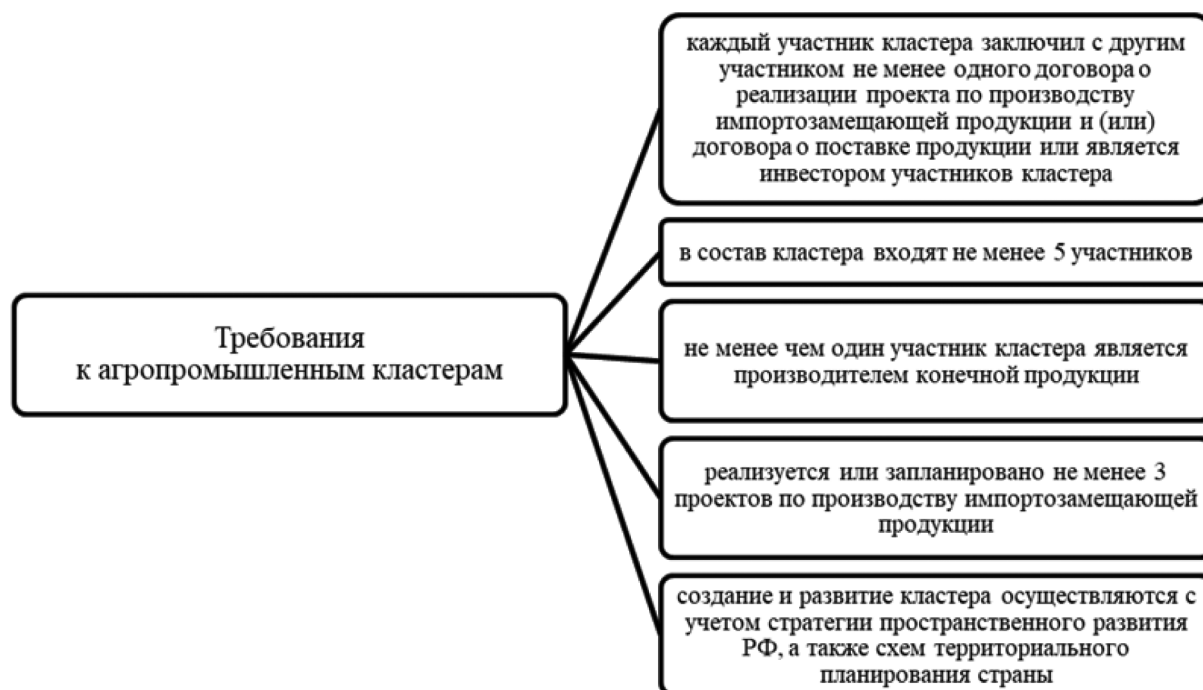 Требования
к агропромышленным кластерам
каждый участник кластера заключил с другим
участником не менее одного договора о
реализации проекта по производству
импортозамещающей продукции и (или)
договора о поставке продукции или является
инвестором участников кластера
в состав кластера входят не менее 5 участников
не менее чем один участник кластера является
производителем конечной продукции
реализуется или запланировано не менее 3
проектов по производству импортозамещающей
продукции
создание и развитие кластера осуществляются с
учетом стратегии пространственного развития
РФ, а также схем территориального
планирования страны